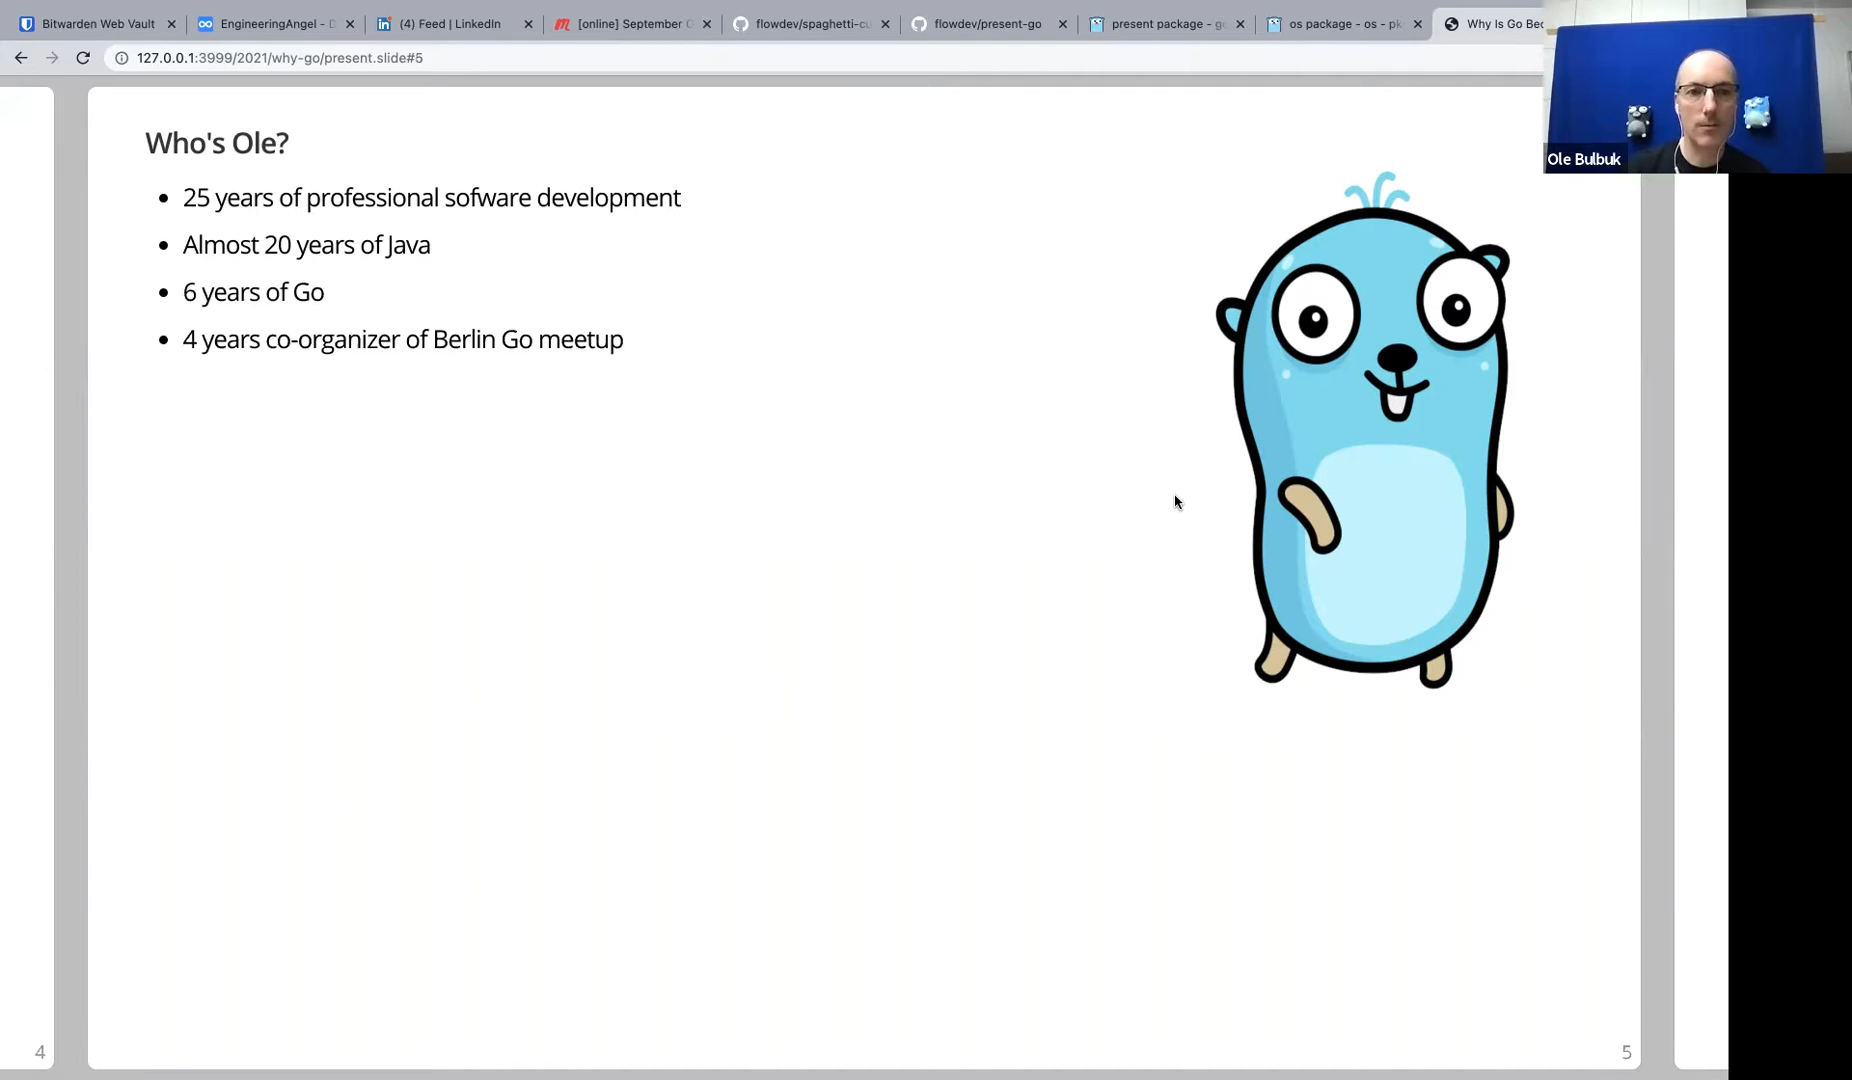 Bitwarden Web Vault
EngineeringAngel - D
(4) Feed | LinkedIn
[online] September G
flowdev/spaghetti-cu
flowdev/present-go
present package - go
os package - os - pk
Why Is Go Bec
127.0.0.1:3999/2021/why-go/present.slide#5
Ole Bulbuk
Who's Ole?
• 25 years of professional sofware development
• Almost 20 years of Java
• 6 years of Go
• 4 years co-organizer of Berlin Go meetup
4
5